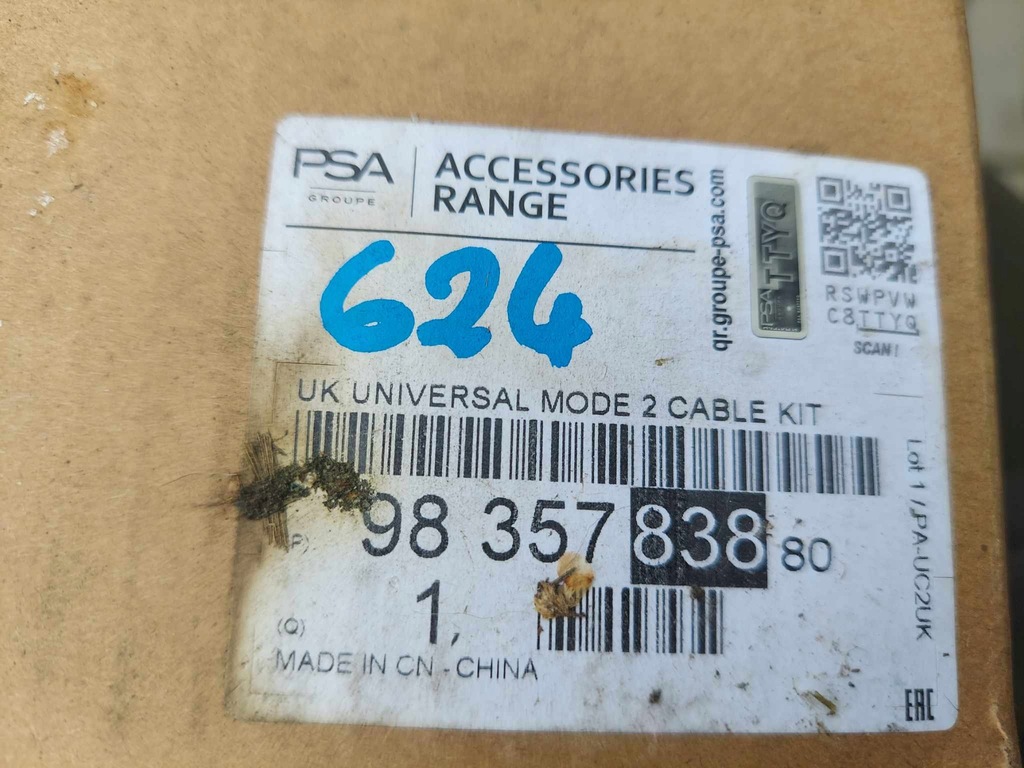 PSA
GROUPE
ACCESSORIES
RANGE
qr.groupe-psa.com
PSA
TTYQ
RSWPVW
C8TTYQ
SCAN!
624
UK UNIVERSAL MODE 2 CABLE KIT
98 357 838 80
Lot 1 /,PA-UC2UK
(Q) 1,
MADE IN CN - CHINA
EAC